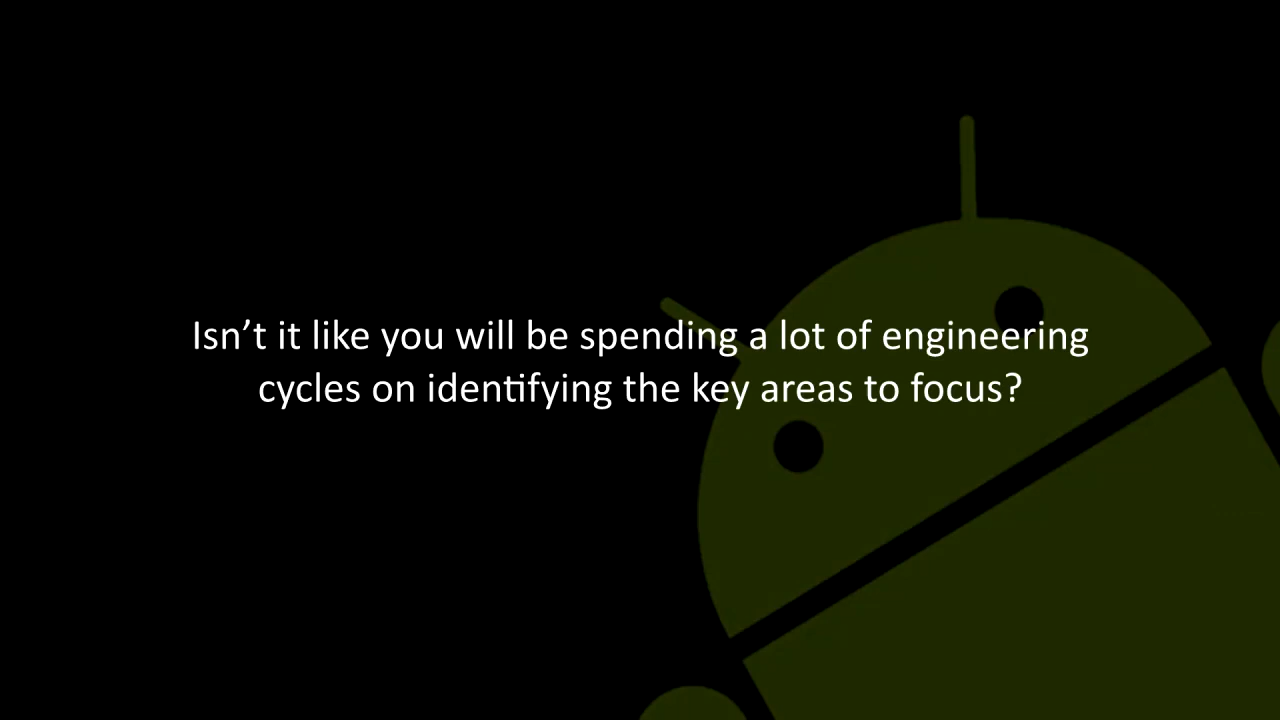 Isn’t it like you will be spending a lot of engineering
cycles on identifying the key areas to focus?